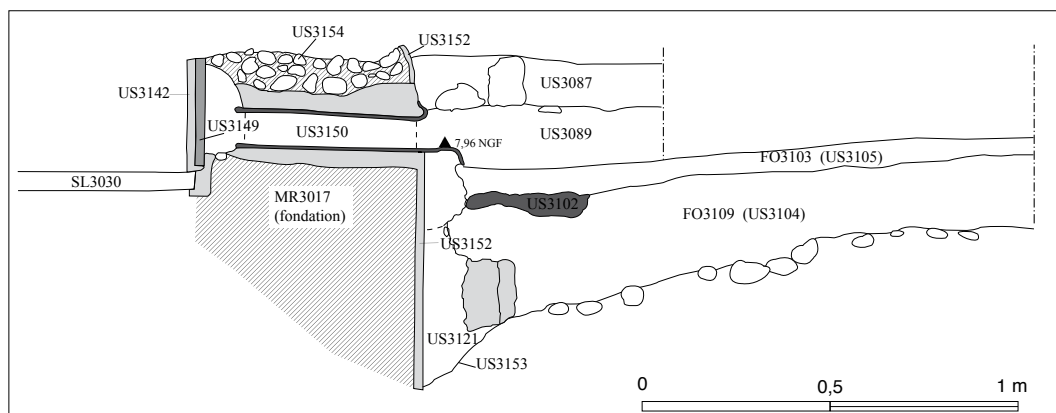 US3154
US3152
US3142
US3087
US3149
US3150
US3089
7,96 NGF
FO3103 (US3105)
SL3030
MR3017
(fondation)
US3102
FO3109 (US3104)
US3152
US3121
US3153
0
0,5
1 m